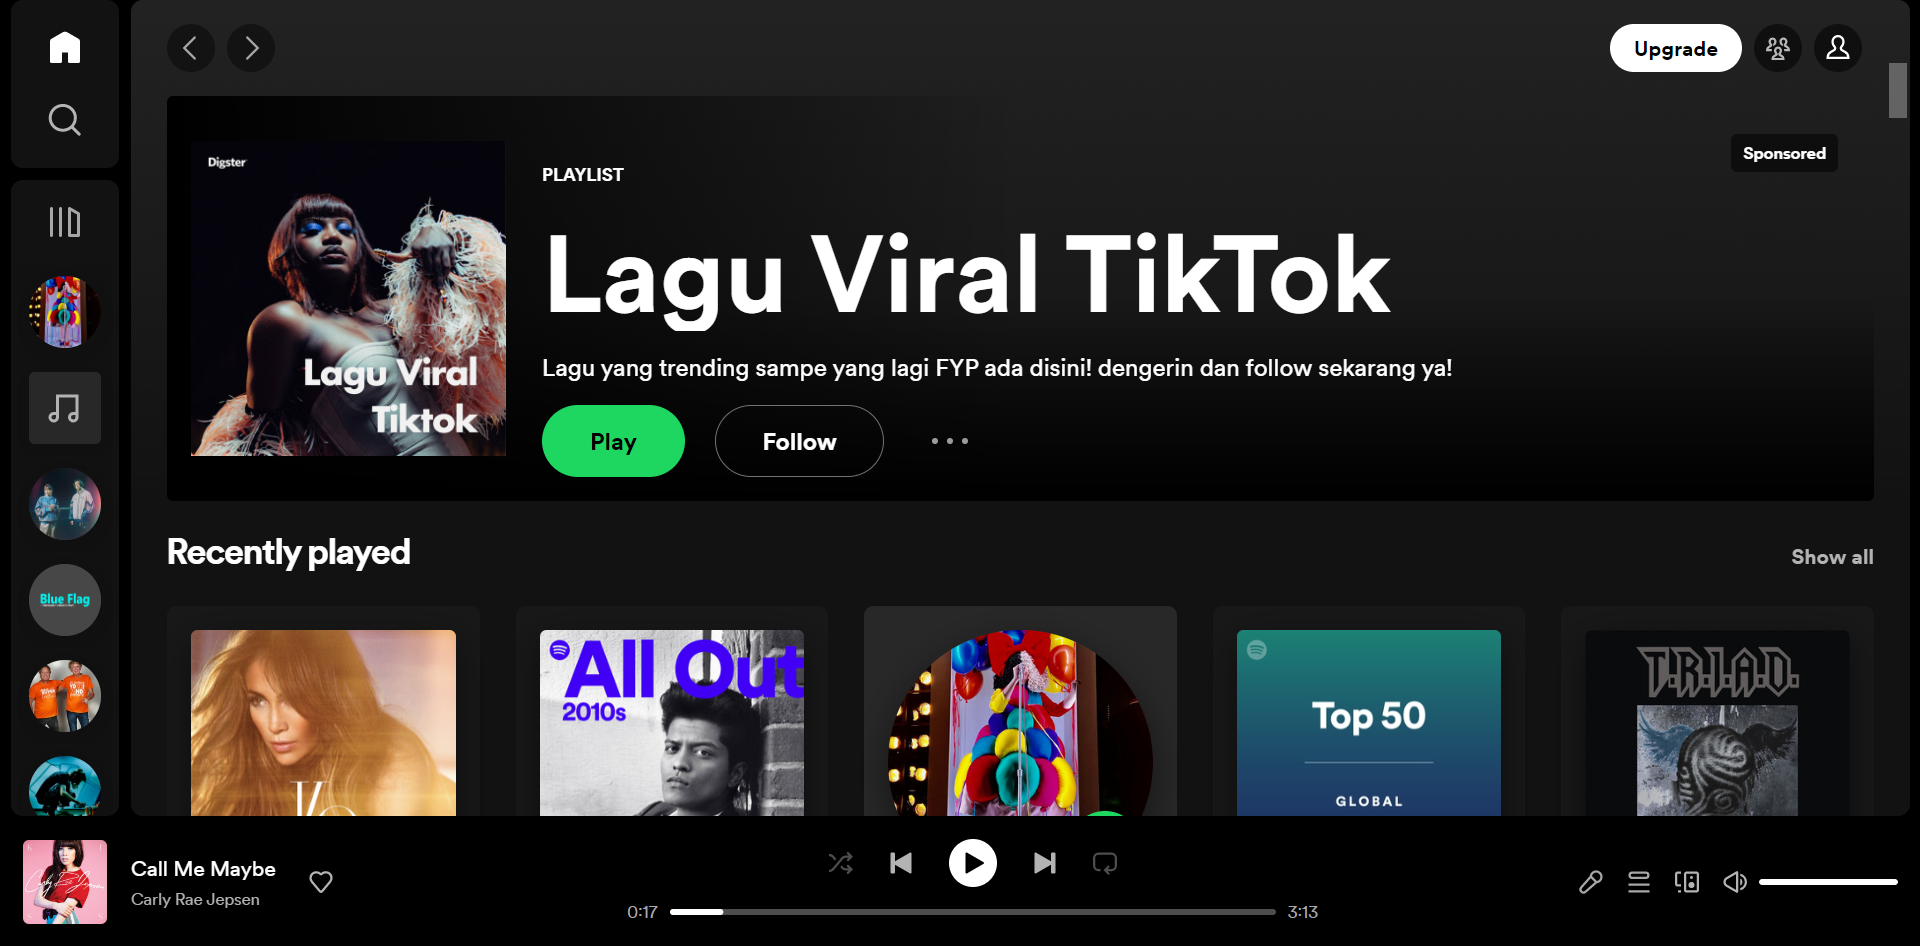 Upgrade
Digster
Lagu Viral
Tiktok
PLAYLIST
Sponsored
Lagu Viral TikTok
Lagu yang trending sampe yang lagi FYP ada disini! dengerin dan follow sekarang ya!
Play
Follow
Blue Flag
Recently played
Show all
All Out
2010s
Top 50
GLOBAL
T.R.I.A.D.
Call Me Maybe
Carly Rae Jepsen
0:17
3:13